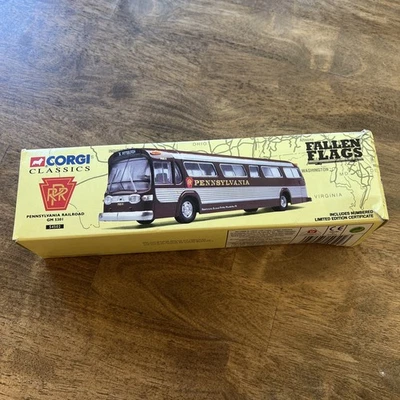 CORGI
CLASSICS
PRR
PENNSYLVANIA RAILROAD
GM 5301
PENNSYLVANIA
OHIO
FALLEN
FLAGS
WASHINGTON
VIRGINIA
INCLUDES NUMBERED
LIMITED EDITION CERTIFICATE